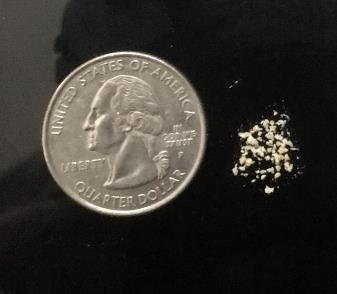 UNITED STATES OF AMERICA
LIBERTY
IN
GOD WE
TRUST
P
QUARTER DOLLAR